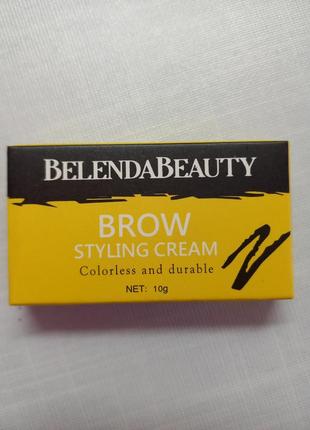 BELENDABEAUTY
BROW
STYLING CREAM
Colorless and durable
NET: 10g